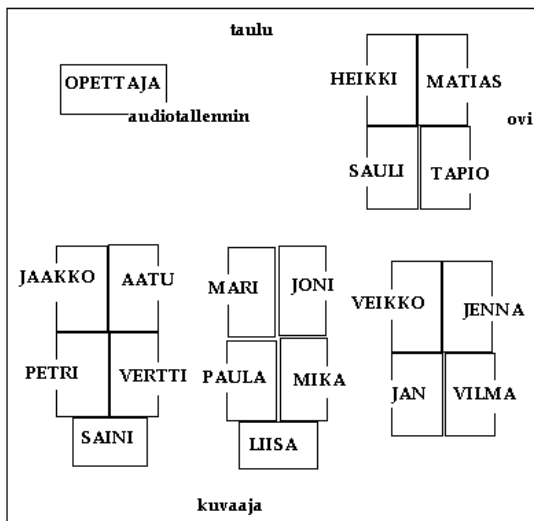 taulu
OPETTAJA
audiotallennin
HEIKKI MATIAS
ovi
SAULI TAPIO
JAAKKO AATU
PETRI VERTTI
SAINI
MARI JONI
PAULA MIKA
LIISA
VEIKKO JENNA
JAN VILMA
kuvaaja